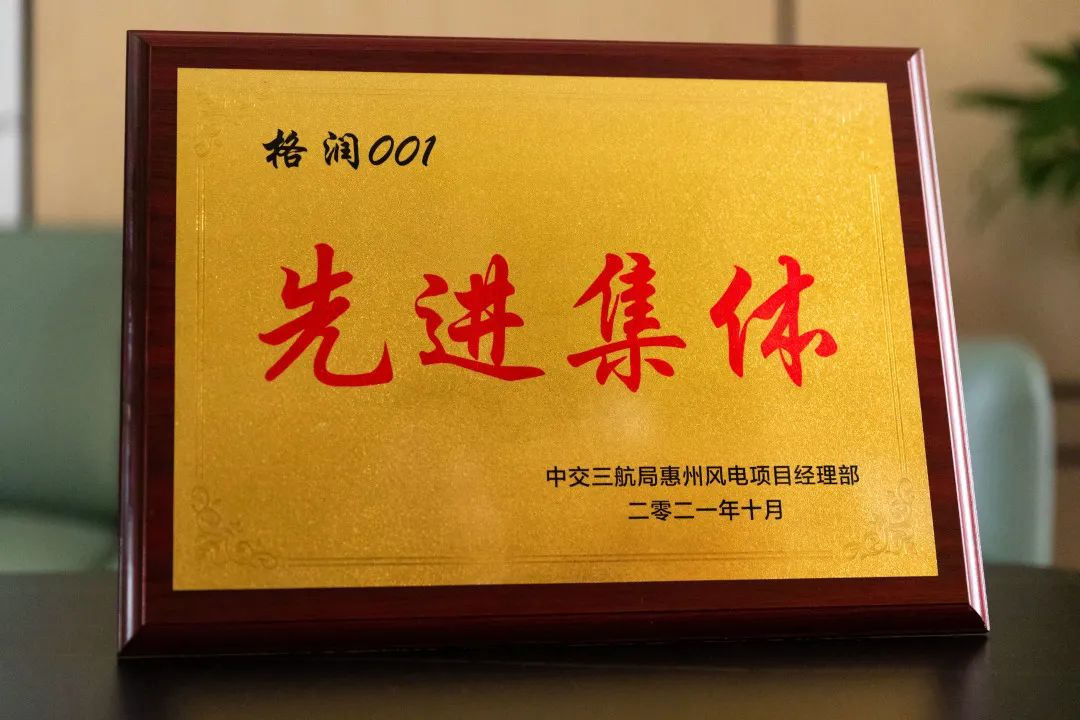 格润001
先进集体
中交三航局惠州风电项目经理部
二零二一年十月